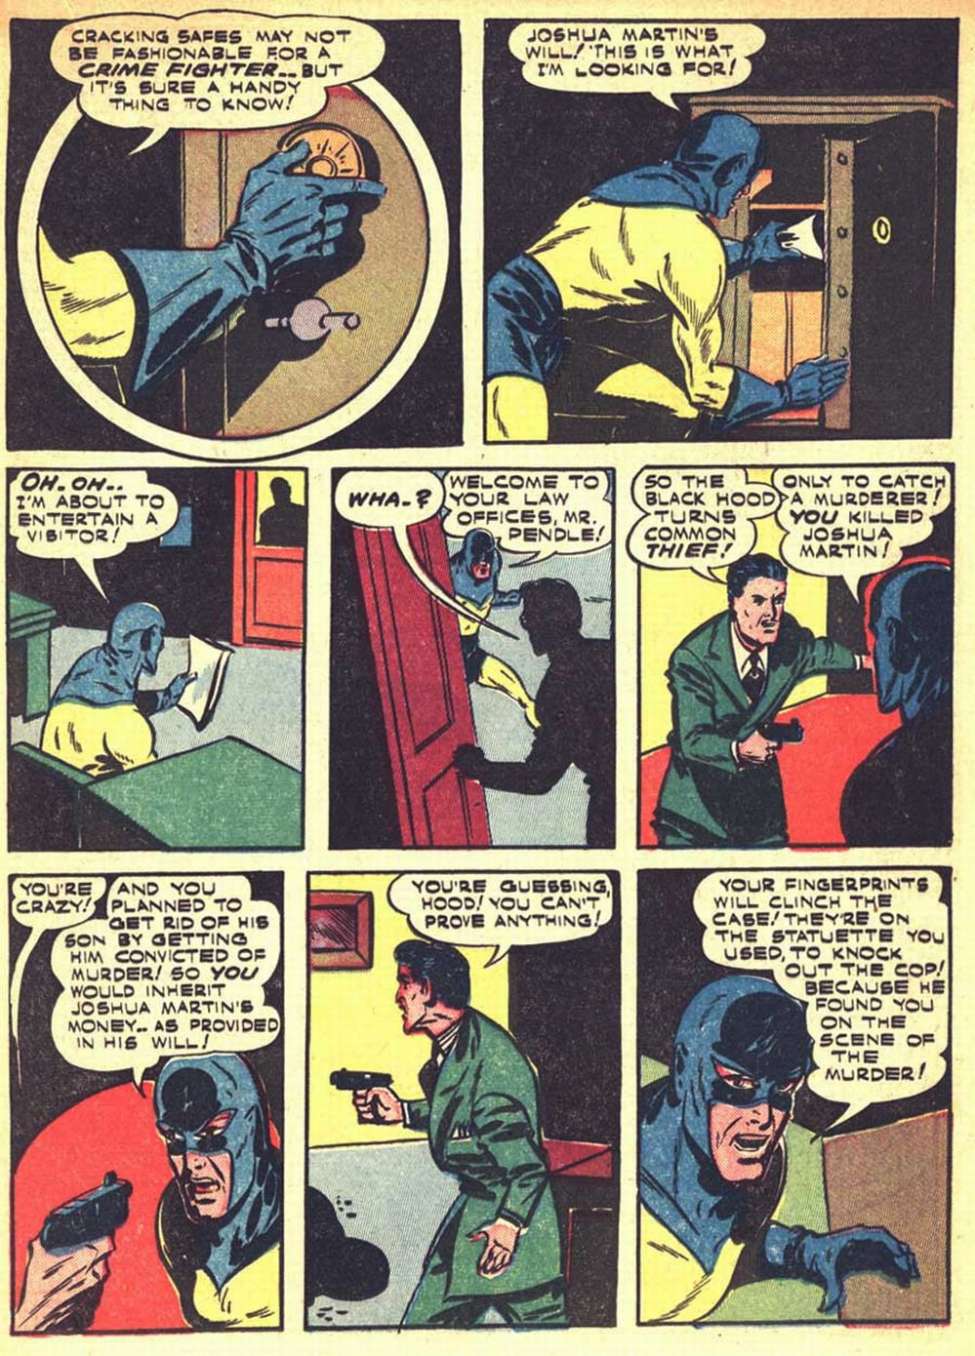 CRACKING SAFES MAY NOT
BE FASHIONABLE FOR A
CRIME FIGHTER.. BUT
IT'S SURE A HANDY
THING TO KNOW!
JOSHUA MARTIN'S
WILL! THIS IS WHAT
I'M LOOKING FOR!
OH. OH..
I'M ABOUT TO
ENTERTAIN A
VISITOR!
WHA-?
WELCOME TO
YOUR LAW
OFFICES, MR.
PENDLE!
SO THE
BLACK HOOD
TURNS
COMMON
THIEF!
ONLY TO CATCH
A MURDERER!
YOU KILLED
JOSHUA
MARTIN!
YOU'RE
CRAZY!
AND YOU
PLANNED TO
GET RID OF HIS
SON BY GETTING
HIM CONVICTED OF
MURDER! SO YOU
WOULD INHERIT
JOSHUA MARTIN'S
MONEY.. AS PROVIDED
IN HIS WILL!
YOU'RE GUESSING,
HOOD! YOU CAN'T
PROVE ANYTHING!
YOUR FINGERPRINTS
WILL CLINCH THE
CASE! THEY'RE ON
THE STATUETTE YOU
USED, TO KNOCK
OUT THE COP!
BECAUSE HE
FOUND YOU
ON THE
SCENE OF
THE
MURDER!